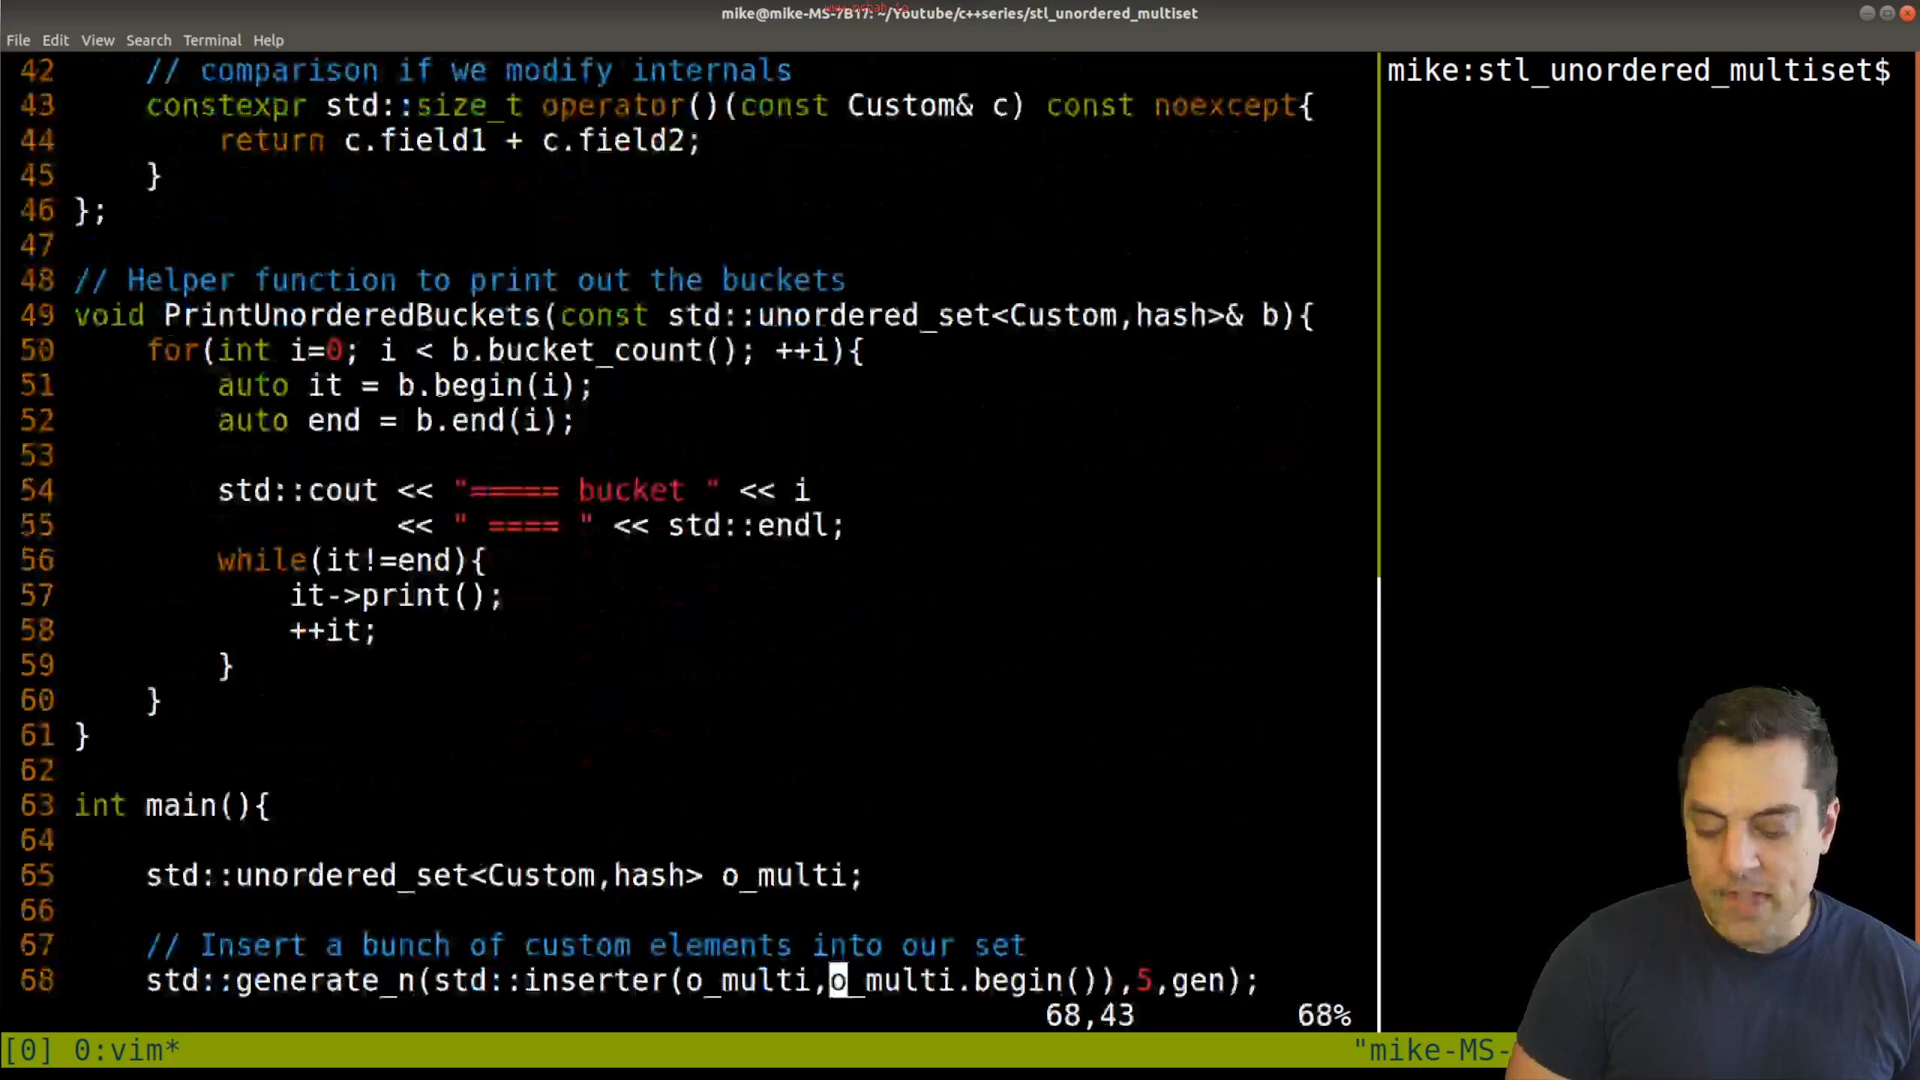 mike@mike-MS-7B17: ~/Youtube/c++series/stl_unordered_multiset
www.mshah.io
File Edit View Search Terminal Help
42 // comparison if we modify internals
43 constexpr std::size_t operator()(const Custom& c) const noexcept{
44 return c.field1 + c.field2;
45 }
46 };
47
48 // Helper function to print out the buckets
49 void PrintUnorderedBuckets(const std::unordered_set<Custom,hash>& b){
50 for(int i=0; i < b.bucket_count(); ++i){
51 auto it = b.begin(i);
52 auto end = b.end(i);
53
54 std::cout << "===== bucket " << i
55 << " ==== " << std::endl;
56 while(it!=end){
57 it->print();
58 ++it;
59 }
60 }
61 }
62
63 int main(){
64
65 std::unordered_set<Custom,hash> o_multi;
66
67 // Insert a bunch of custom elements into our set
68 std::generate_n(std::inserter(o_multi,o_multi.begin()),5,gen);
68,43 68%
[0] 0:vim* "mike-MS-
mike:stl_unordered_multiset$